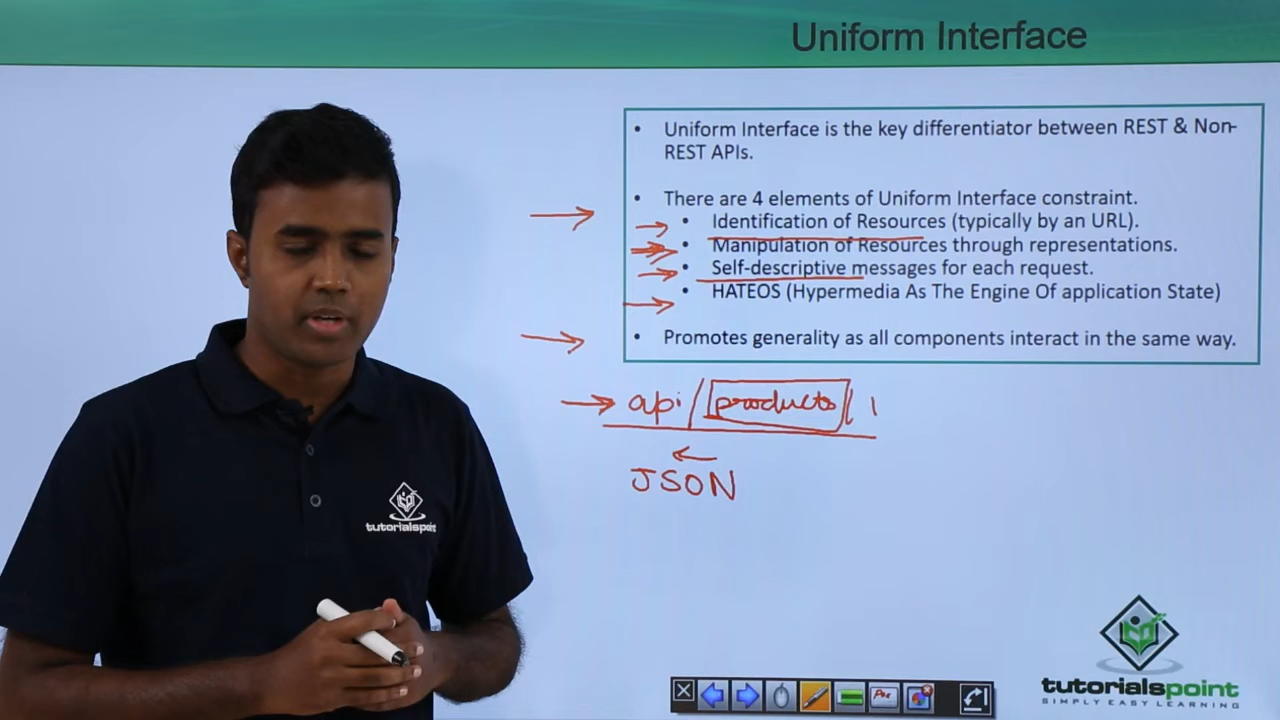 Uniform Interface
• Uniform Interface is the key differentiator between REST & Non-
REST APIs.
• There are 4 elements of Uniform Interface constraint.
• Identification of Resources (typically by an URL).
• Manipulation of Resources through representations.
• Self-descriptive messages for each request.
• HATEOS (Hypermedia As The Engine Of application State)
• Promotes generality as all components interact in the same way.
api/products/1
JSON
tutorialspoint
tutorialspoint
SIMPLY EASY LEARNING
Pen